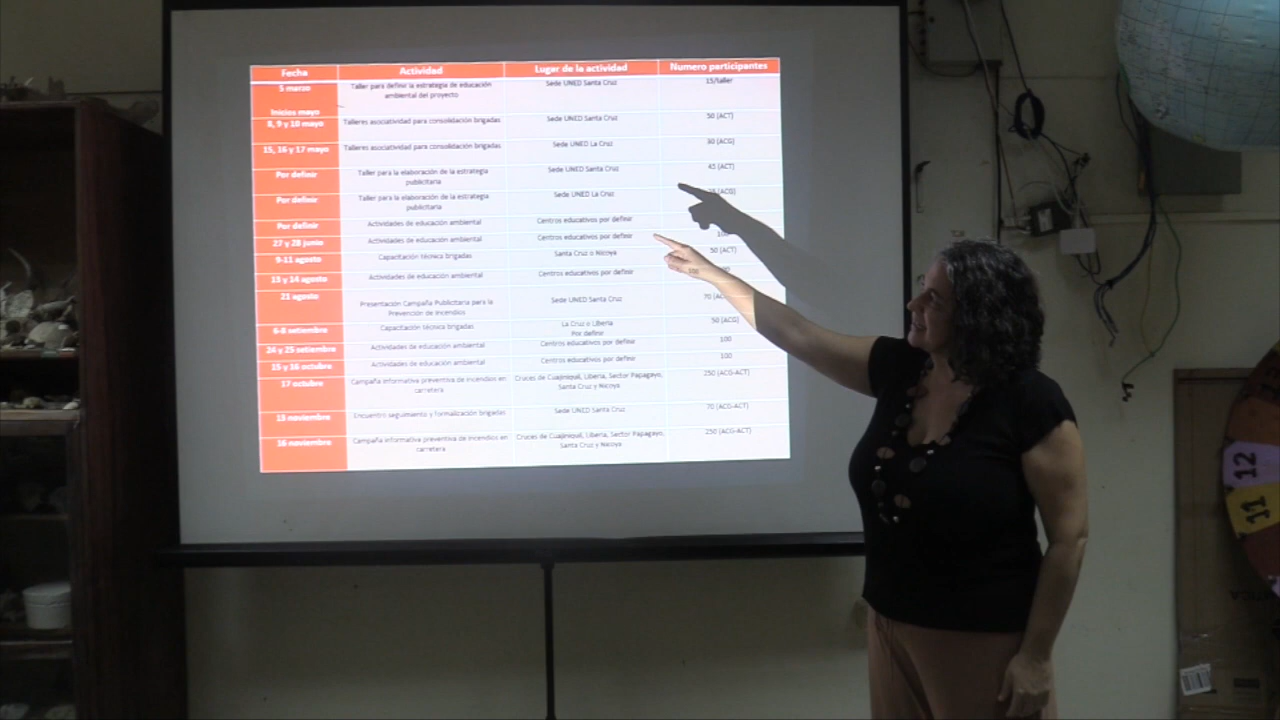 Fecha Actividad Lugar de la actividad Numero participantes
5 marzo Taller para definir la estrategia de educación Sede UNED Santa Cruz 15/taller
ambiental del proyecto
Inicios mayo
8, 9 y 10 mayo Talleres asociatividad para consolidación brigadas Sede UNED Santa Cruz 50 (ACT)
15, 16 y 17 mayo Talleres asociatividad para consolidación brigadas Sede UNED La Cruz 30 (ACG)
Por definir Taller para la elaboración de la estrategia Sede UNED Santa Cruz 45 (ACT)
publicitaria
Por definir Taller para la elaboración de la estrategia Sede UNED La Cruz (ACG)
publicitaria
Por definir Actividades de educación ambiental Centros educativos por definir
27 y 28 junio Actividades de educación ambiental Centros educativos por definir 100
9-11 agosto Capacitación técnica brigadas Santa Cruz o Nicoya 50 (ACT)
13 y 14 agosto Actividades de educación ambiental Centros educativos por definir
21 agosto Presentación Campaña Publicitaria para la Sede UNED Santa Cruz 70
Prevención de Incendios
6-8 setiembre Capacitación técnica brigadas La Cruz o Liberia 50 (ACG)
Por definir
24 y 25 setiembre Actividades de educación ambiental Centros educativos por definir 100
15 y 16 octubre Actividades de educación ambiental Centros educativos por definir 100
17 octubre Campaña informativa preventiva de incendios en Cruces de Cuajiniquil, Liberia, Sector Papagayo, 250 (ACG-ACT)
carretera Santa Cruz y Nicoya
13 noviembre Encuentro seguimiento y formalización brigadas Sede UNED Santa Cruz 70 (ACG-ACT)
16 noviembre Campaña informativa preventiva de incendios en Cruces de Cuajiniquil, Liberia, Sector Papagayo, 250 (ACG-ACT)
carretera Santa Cruz y Nicoya
12
11